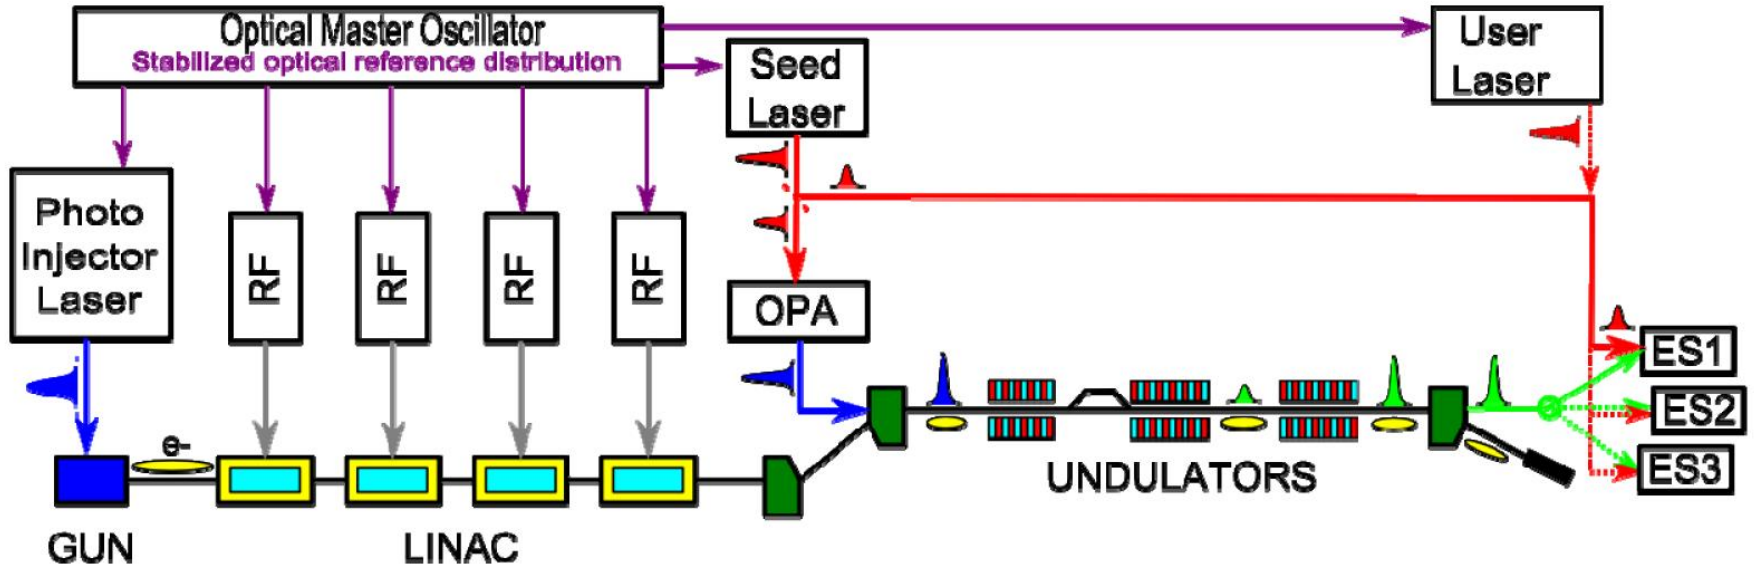 Optical Master Oscillator
Stabilized optical reference distribution
User
Laser
Seed
Laser
Photo
Injector
Laser
RF
RF
RF
RF
OPA
ES1
ES2
ES3
e-
UNDULATORS
GUN
LINAC